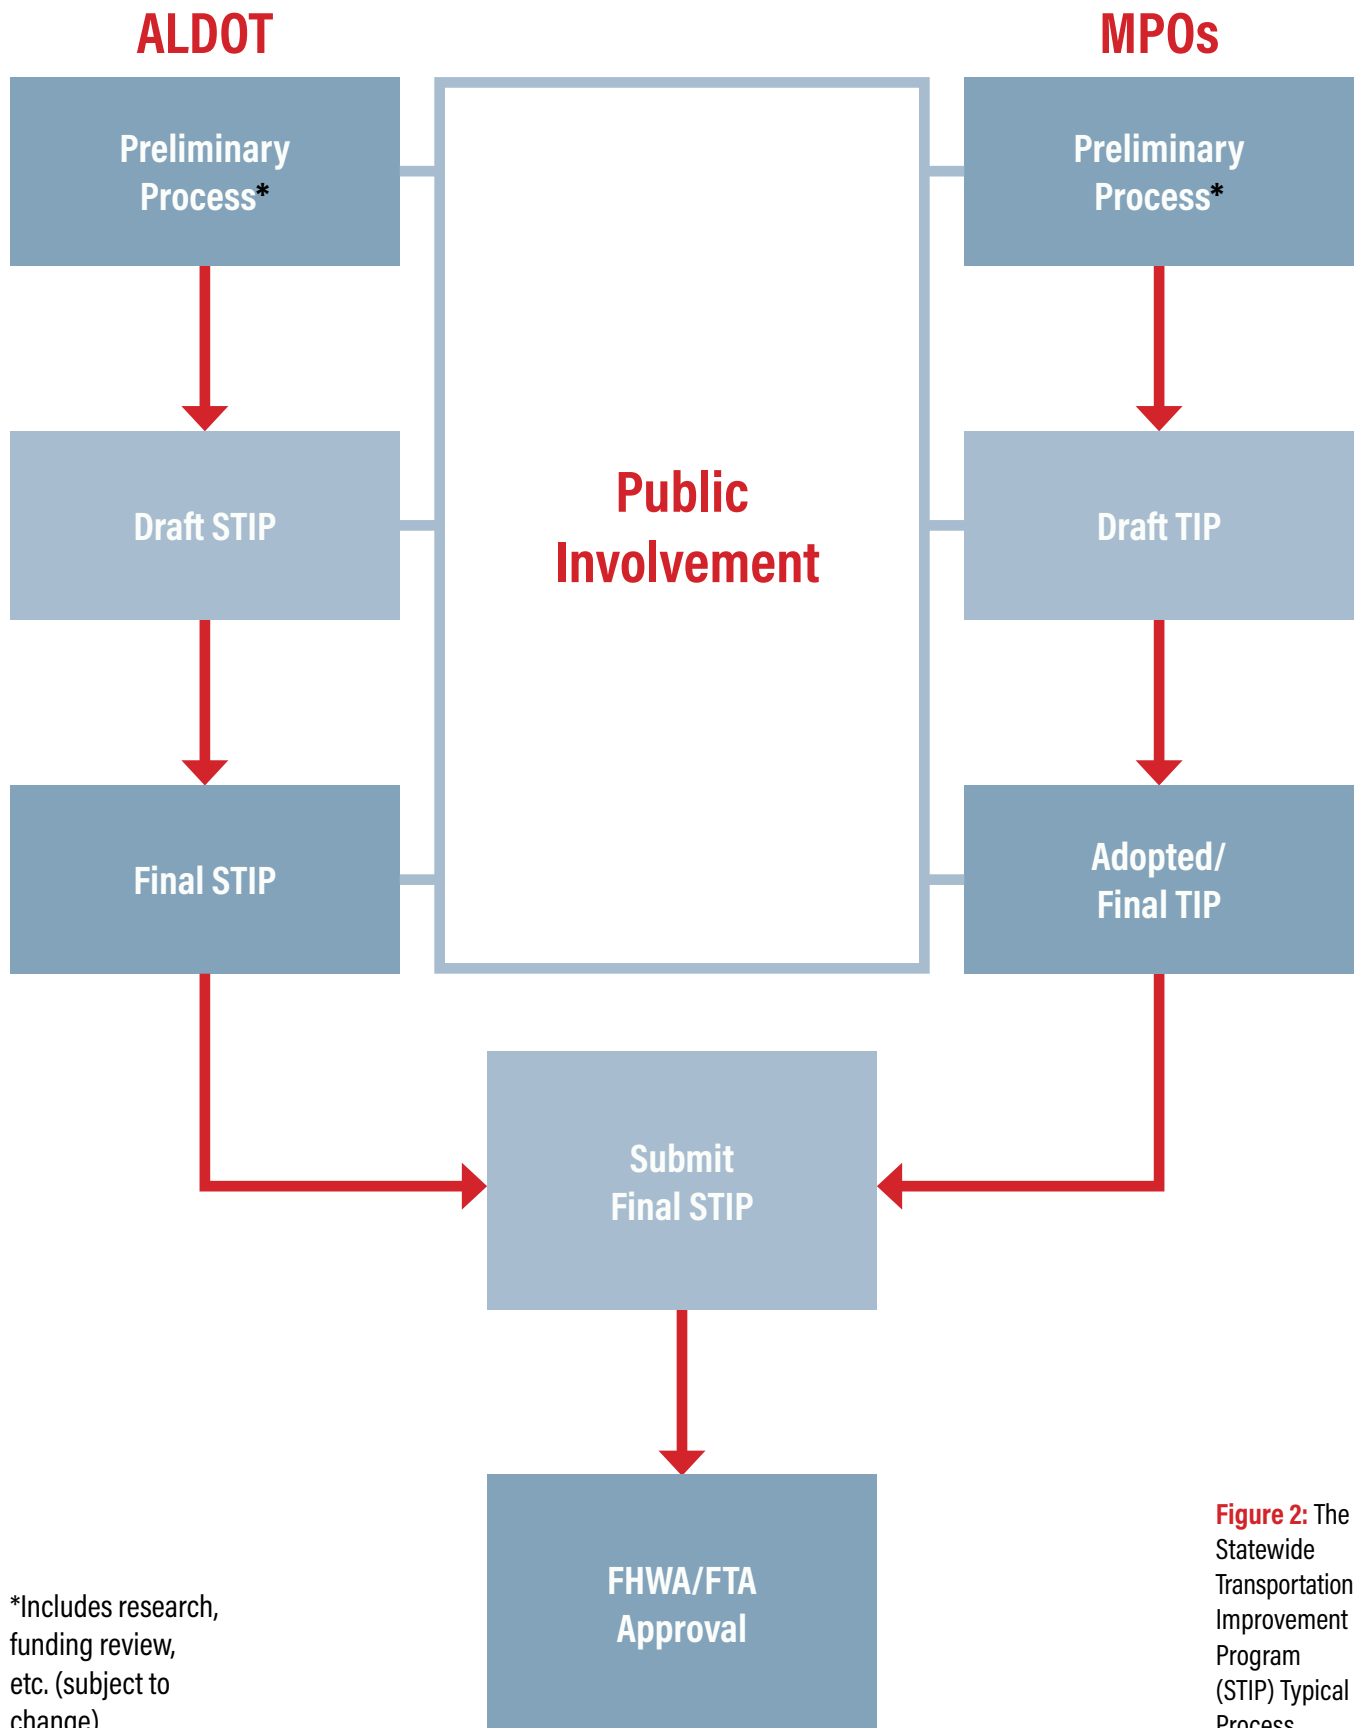 ALDOT
MPOs
Preliminary
Process*
Preliminary
Process*
Public
Involvement
Draft STIP
Draft TIP
Final STIP
Adopted/
Final TIP
Submit
Final STIP
FHWA/FTA
Approval
*Includes research,
funding review,
etc. (subject to
change)
Figure 2: The
Statewide
Transportation
Improvement
Program
(STIP) Typical
Process